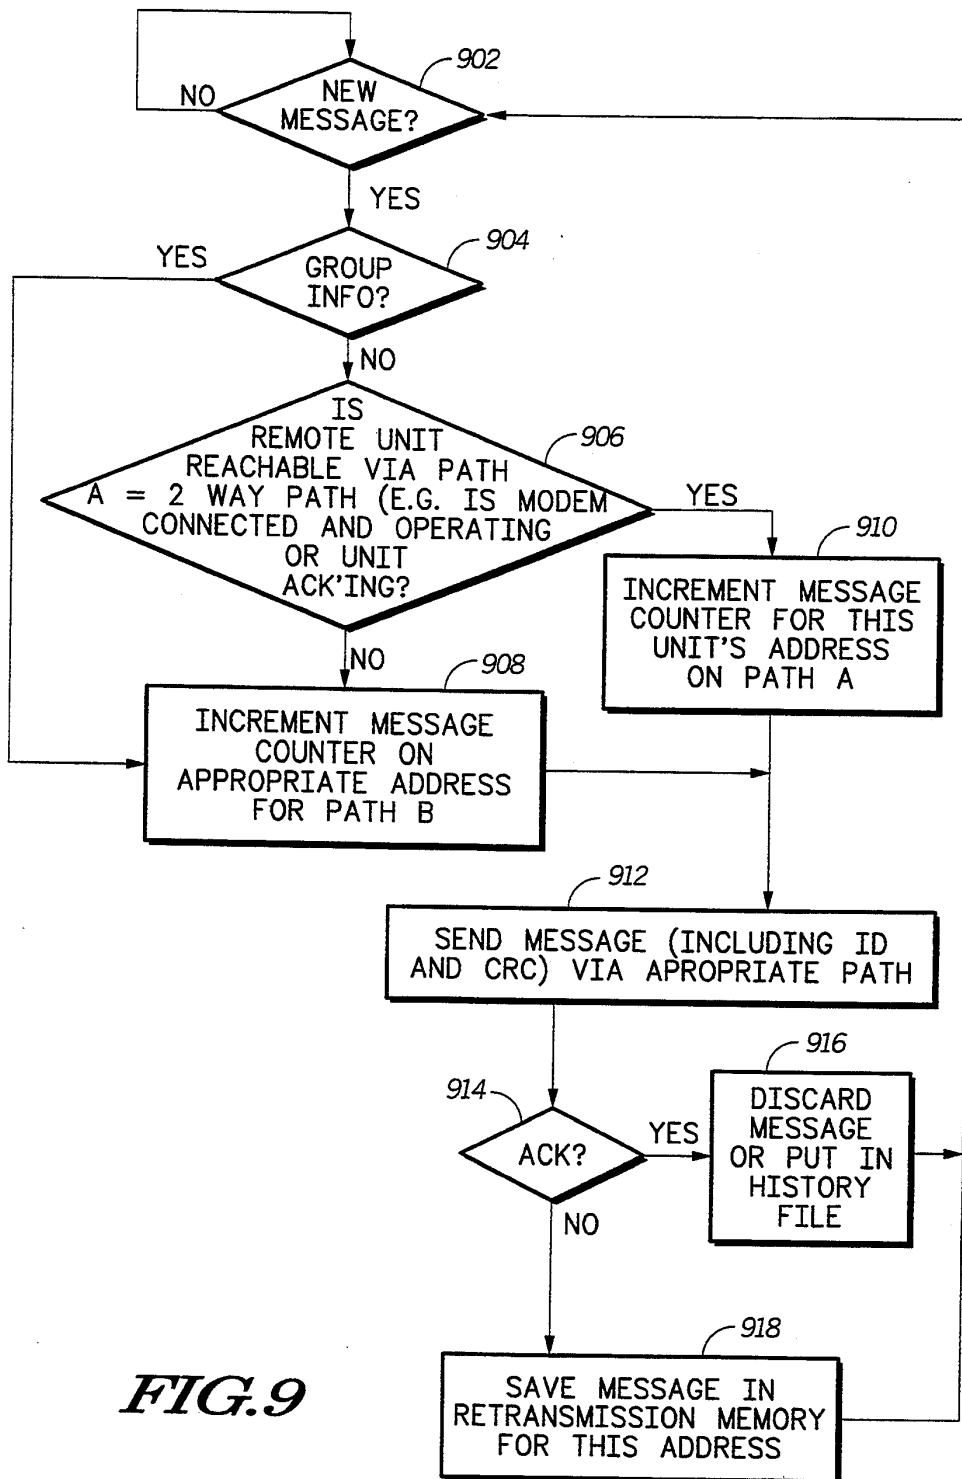 902
NO
NEW
MESSAGE?
YES
904
YES
GROUP
INFO?
NO
906
IS
REMOTE UNIT
REACHABLE VIA PATH
A = 2 WAY PATH (E.G. IS MODEM
CONNECTED AND OPERATING
OR UNIT
ACK'ING?
YES
910
INCREMENT MESSAGE
COUNTER FOR THIS
UNIT'S ADDRESS
ON PATH A
NO
908
INCREMENT MESSAGE
COUNTER ON
APPROPRIATE ADDRESS
FOR PATH B
912
SEND MESSAGE (INCLUDING ID
AND CRC) VIA APROPRIATE PATH
914
ACK?
YES
916
DISCARD
MESSAGE
OR PUT IN
HISTORY
FILE
NO
918
SAVE MESSAGE IN
RETRANSMISSION MEMORY
FOR THIS ADDRESS
FIG.9